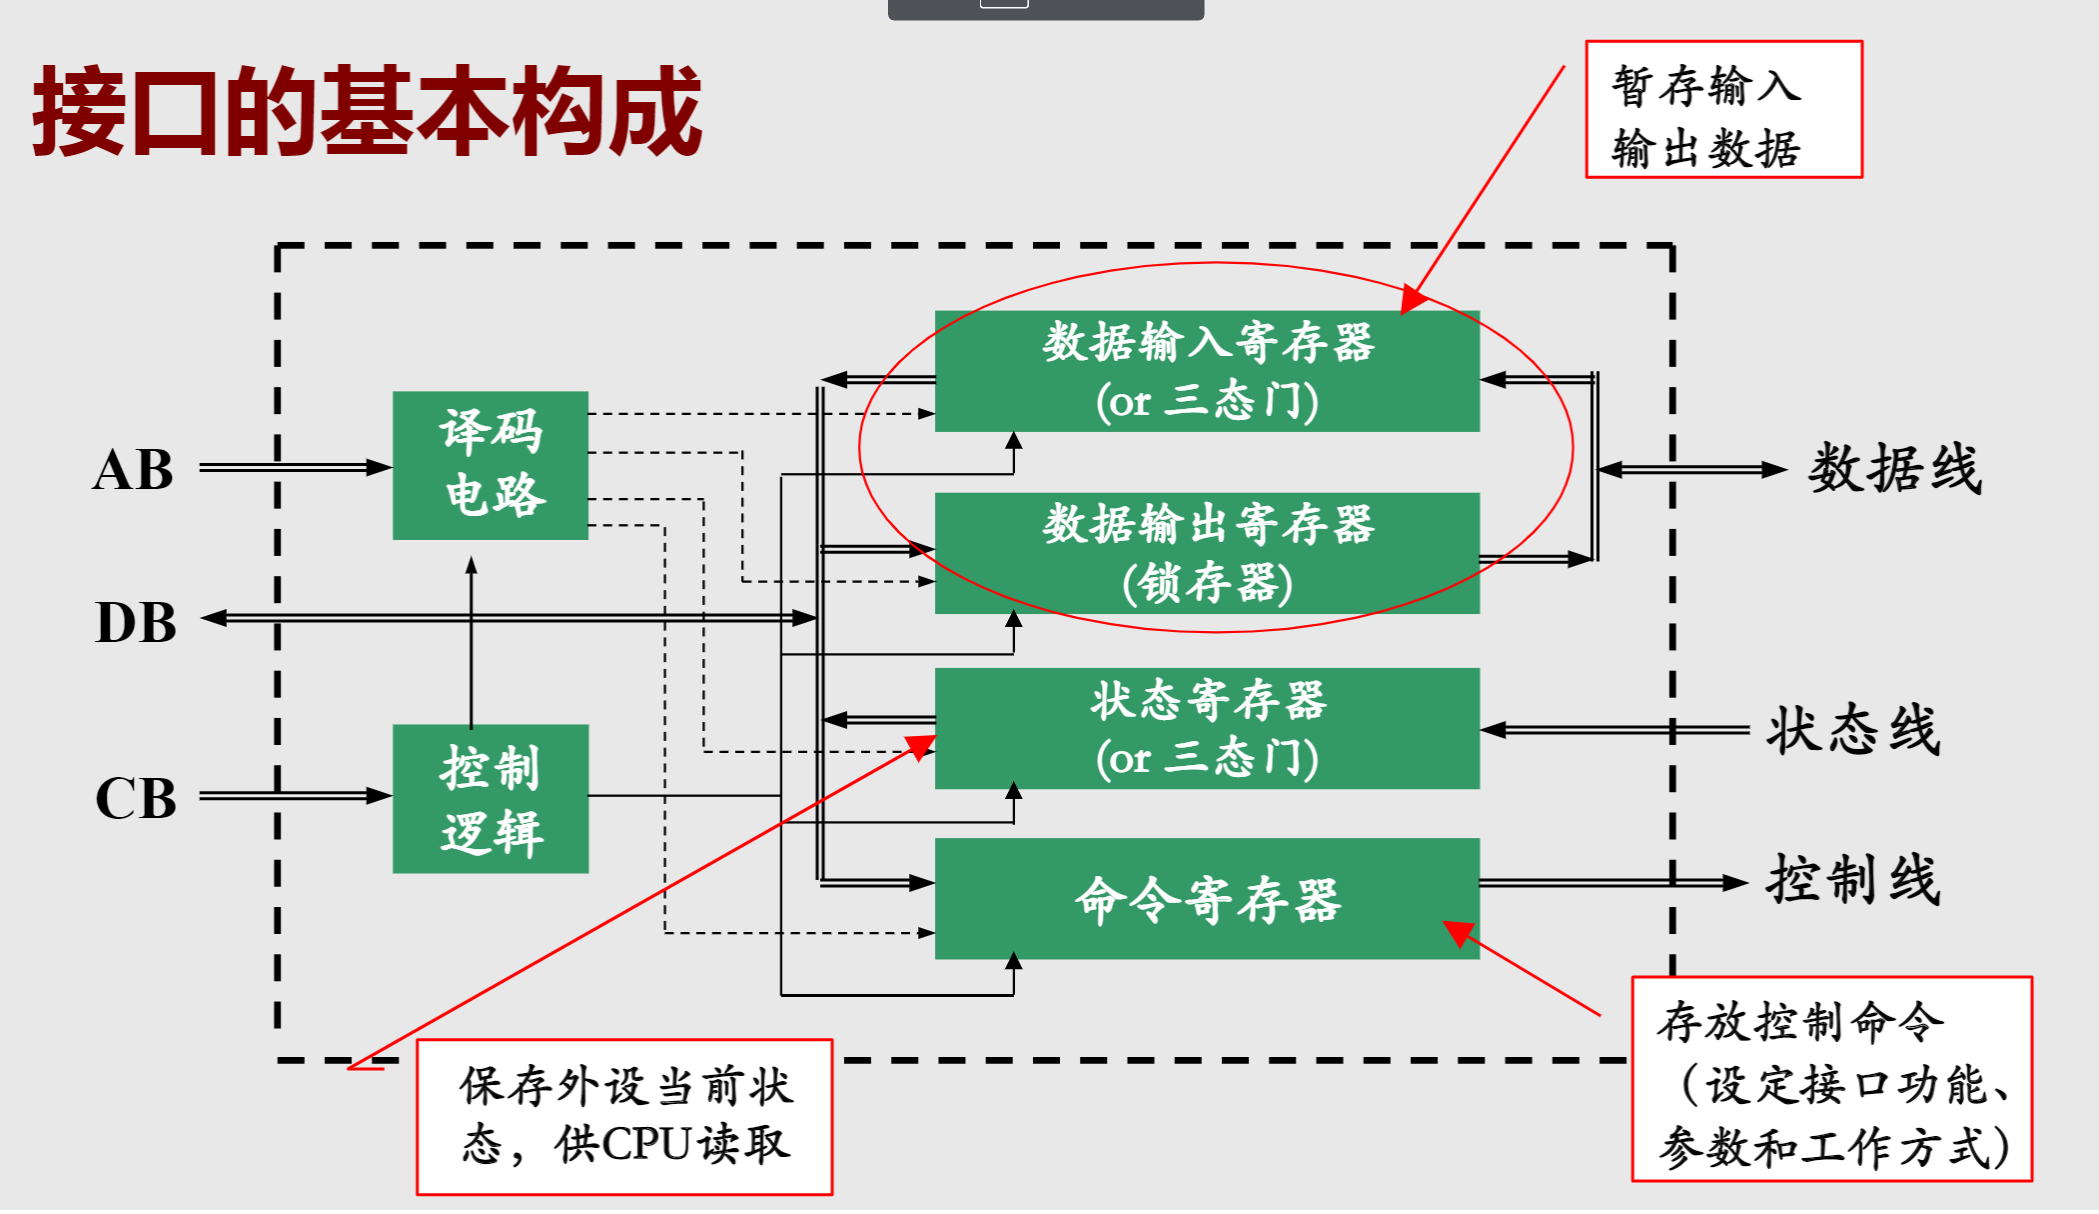 接口的基本构成
暂存输入
输出数据
数据输入寄存器
(or 三态门)
译码
电路
AB
数据线
数据输出寄存器
(锁存器)
DB
状态寄存器
(or 三态门)
状态线
控制
逻辑
CB
命令寄存器
控制线
保存外设当前状
态，供CPU读取
存放控制命令
（设定接口功能、
参数和工作方式）